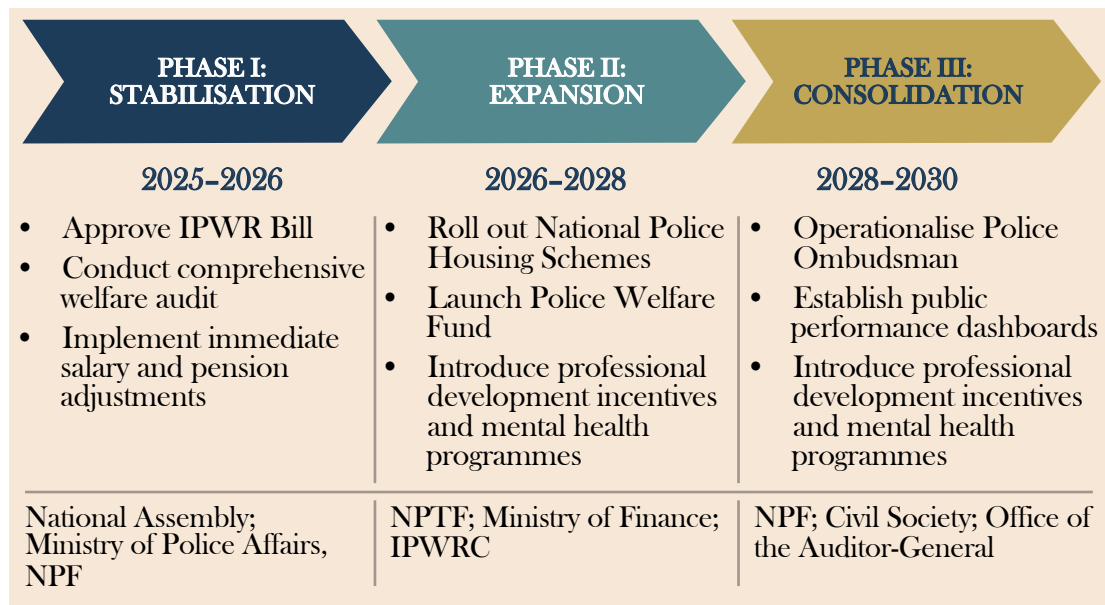 PHASE I:
STABILISATION
PHASE II:
EXPANSION
PHASE III:
CONSOLIDATION
2025–2026
2026–2028
2028–2030
• Approve IPWR Bill
• Conduct comprehensive
welfare audit
• Implement immediate
salary and pension
adjustments
• Roll out National Police
Housing Schemes
• Launch Police Welfare
Fund
• Introduce professional
development incentives
and mental health
programmes
• Operationalise Police
Ombudsman
• Establish public
performance dashboards
• Introduce professional
development incentives
and mental health
programmes
National Assembly;
Ministry of Police Affairs,
NPF
NPTF; Ministry of Finance;
IPWRC
NPF; Civil Society; Office of
the Auditor-General